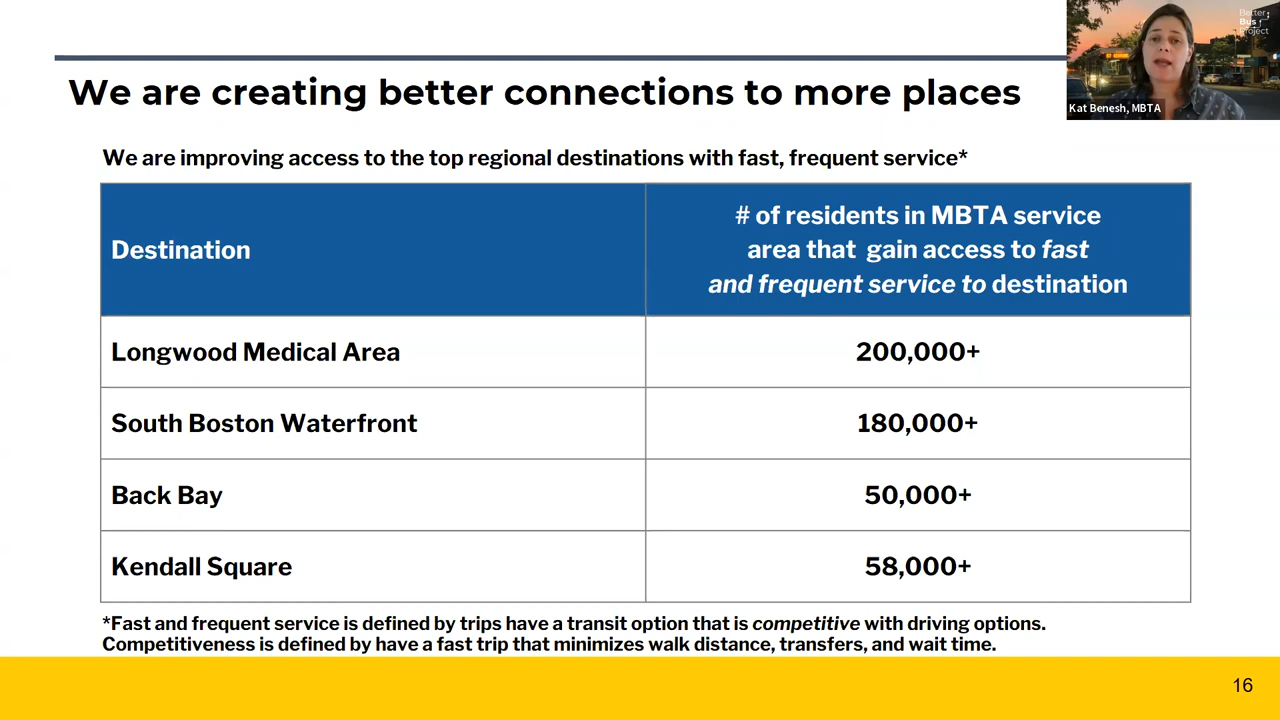 Better
Bus
Project
Kat Benesh, MBTA
We are creating better connections to more places
We are improving access to the top regional destinations with fast, frequent service*
Destination
# of residents in MBTA service
area that gain access to fast
and frequent service to destination
Longwood Medical Area
200,000+
South Boston Waterfront
180,000+
Back Bay
50,000+
Kendall Square
58,000+
*Fast and frequent service is defined by trips have a transit option that is competitive with driving options.
Competitiveness is defined by have a fast trip that minimizes walk distance, transfers, and wait time.
16